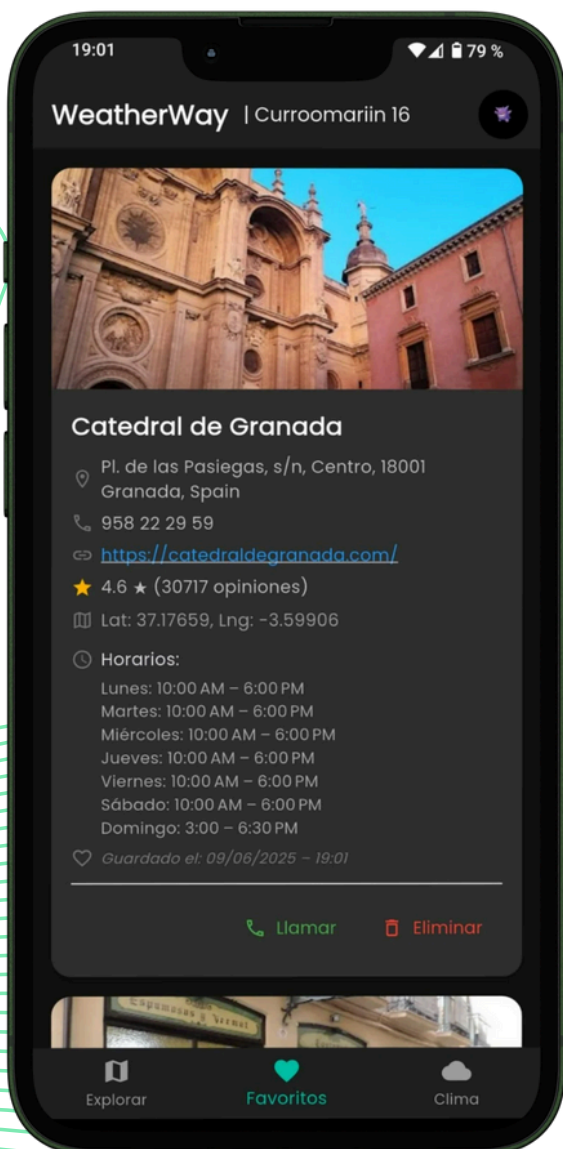 19:01
79 %
WeatherWay | Curroomariin 16
Catedral de Granada
Pl. de las Pasiegas, s/n, Centro, 18001
Granada, Spain
958 22 29 59
https://catedraldegranada.com/
4.6 ★ (30717 opiniones)
Lat: 37.17659, Lng: -3.59906
Horarios:
Lunes: 10:00 AM – 6:00 PM
Martes: 10:00 AM – 6:00 PM
Miércoles: 10:00 AM – 6:00 PM
Jueves: 10:00 AM – 6:00 PM
Viernes: 10:00 AM – 6:00 PM
Sábado: 10:00 AM – 6:00 PM
Domingo: 3:00 – 6:30 PM
Guardado el: 09/06/2025 – 19:01
Llamar
Eliminar
Explorar
Favoritos
Clima